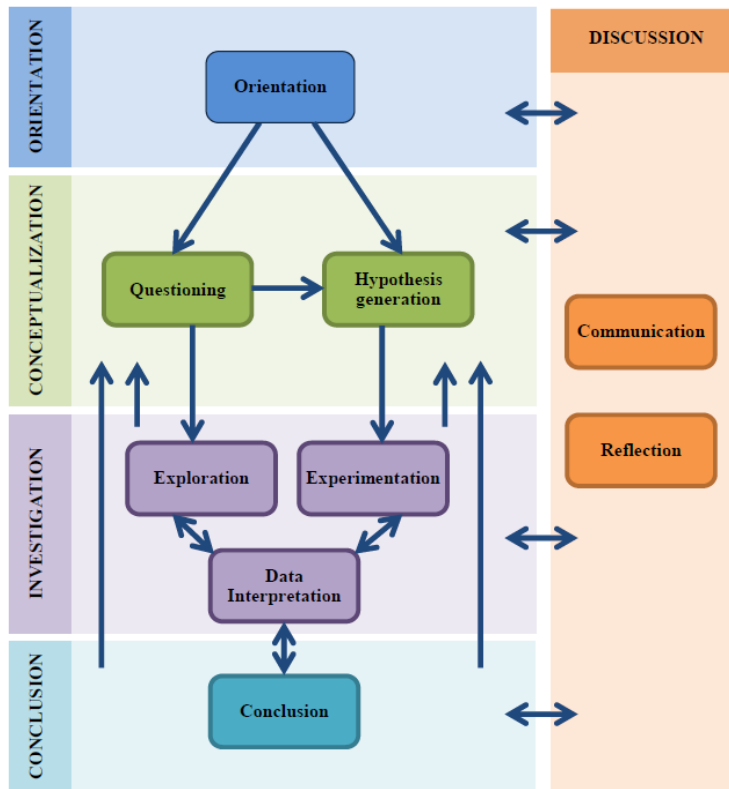 ORIENTATION
Orientation
CONCEPTUALIZATION
Questioning
Hypothesis
generation
INVESTIGATION
Exploration
Experimentation
Data
Interpretation
CONCLUSION
Conclusion
DISCUSSION
Communication
Reflection